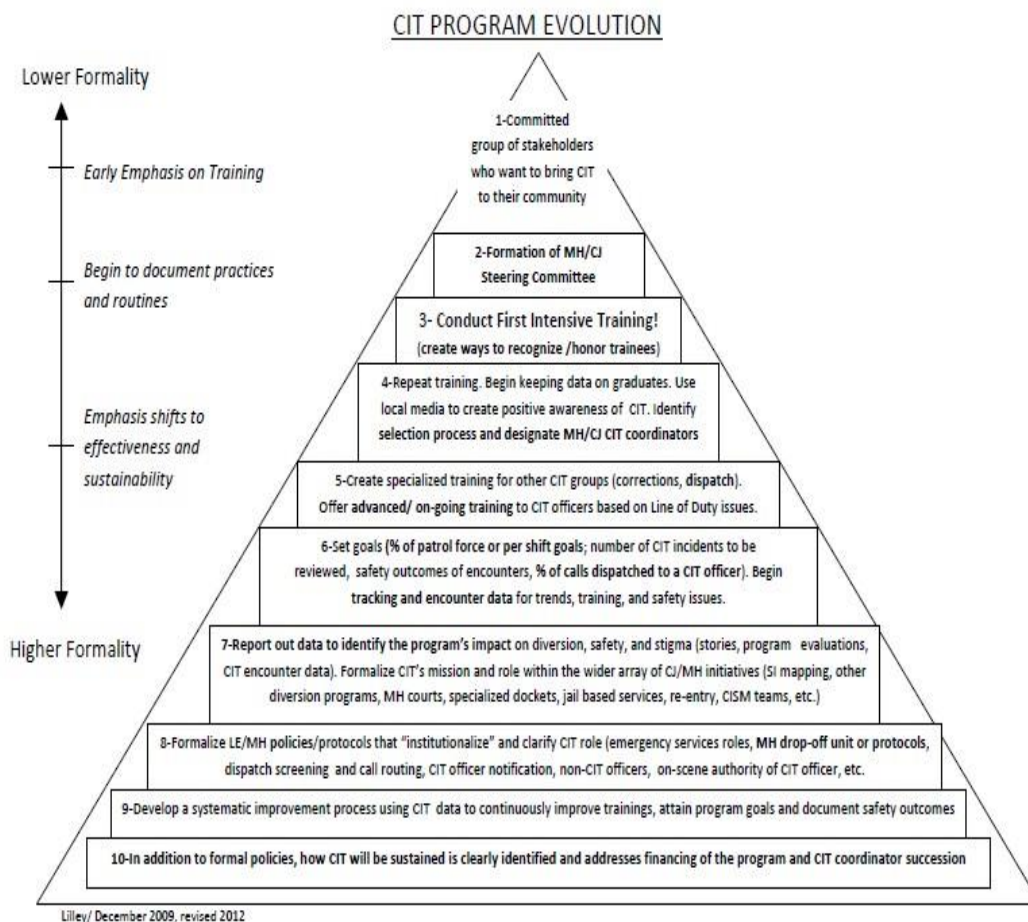 CIT PROGRAM EVOLUTION
Lower Formality
Early Emphasis on Training
Begin to document practices
and routines
Emphasis shifts to
effectiveness and
sustainability
Higher Formality
1-Committed
group of stakeholders
who want to bring CIT
to their community
2-Formation of MH/CJ
Steering Committee
3- Conduct First Intensive Training!
(create ways to recognize /honor trainees)
4-Repeat training. Begin keeping data on graduates. Use
local media to create positive awareness of CIT. Identify
selection process and designate MH/CJ CIT coordinators
5-Create specialized training for other CIT groups (corrections, dispatch).
Offer advanced/ on-going training to CIT officers based on Line of Duty issues.
6-Set goals (% of patrol force or per shift goals; number of CIT incidents to be
reviewed, safety outcomes of encounters, % of calls dispatched to a CIT officer). Begin
tracking and encounter data for trends, training, and safety issues.
7-Report out data to identify the program's impact on diversion, safety, and stigma (stories, program evaluations,
CIT encounter data). Formalize CIT's mission and role within the wider array of CJ/MH initiatives (SI mapping, other
diversion programs, MH courts, specialized dockets, jail based services, re-entry, CISM teams, etc.)
8-Formalize LE/MH policies/protocols that "institutionalize" and clarify CIT role (emergency services roles, MH drop-off unit or protocols,
dispatch screening and call routing, CIT officer notification, non-CIT officers, on-scene authority of CIT officer, etc.
9-Develop a systematic improvement process using CIT data to continuously improve trainings, attain program goals and document safety outcomes
10-In addition to formal policies, how CIT will be sustained is clearly identified and addresses financing of the program and CIT coordinator succession
Lilley/ December 2009, revised 2012